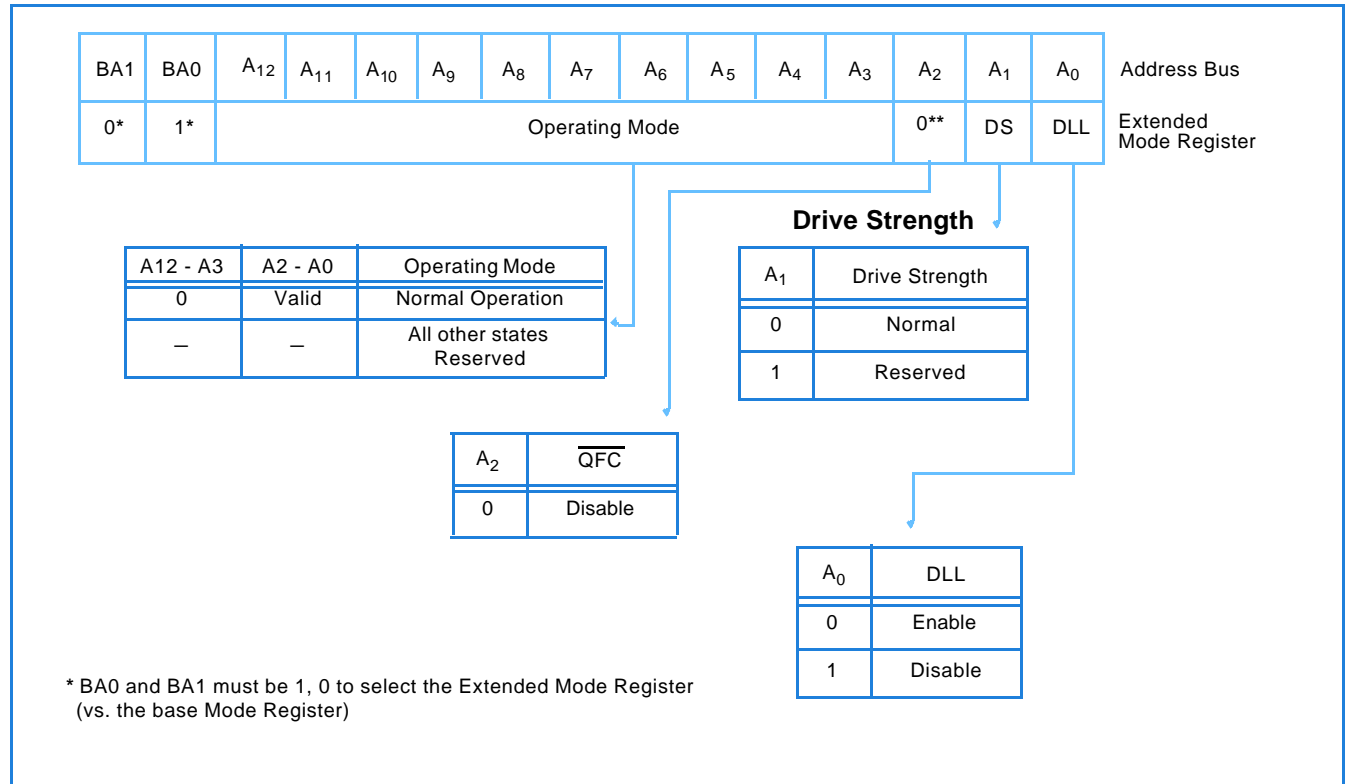 BA1 BA0 A12 A11 A10 A9 A8 A7 A6 A5 A4 A3 A2 A1 A0 Address Bus
0* 1* Operating Mode 0** DS DLL Extended
Mode Register
Drive Strength
A12 - A3 A2 - A0 Operating Mode
0 Valid Normal Operation
– – All other states
Reserved
A1 Drive Strength
0 Normal
1 Reserved
A2 Q̅F̅C̅
0 Disable
A0 DLL
0 Enable
1 Disable
* BA0 and BA1 must be 1, 0 to select the Extended Mode Register
(vs. the base Mode Register)